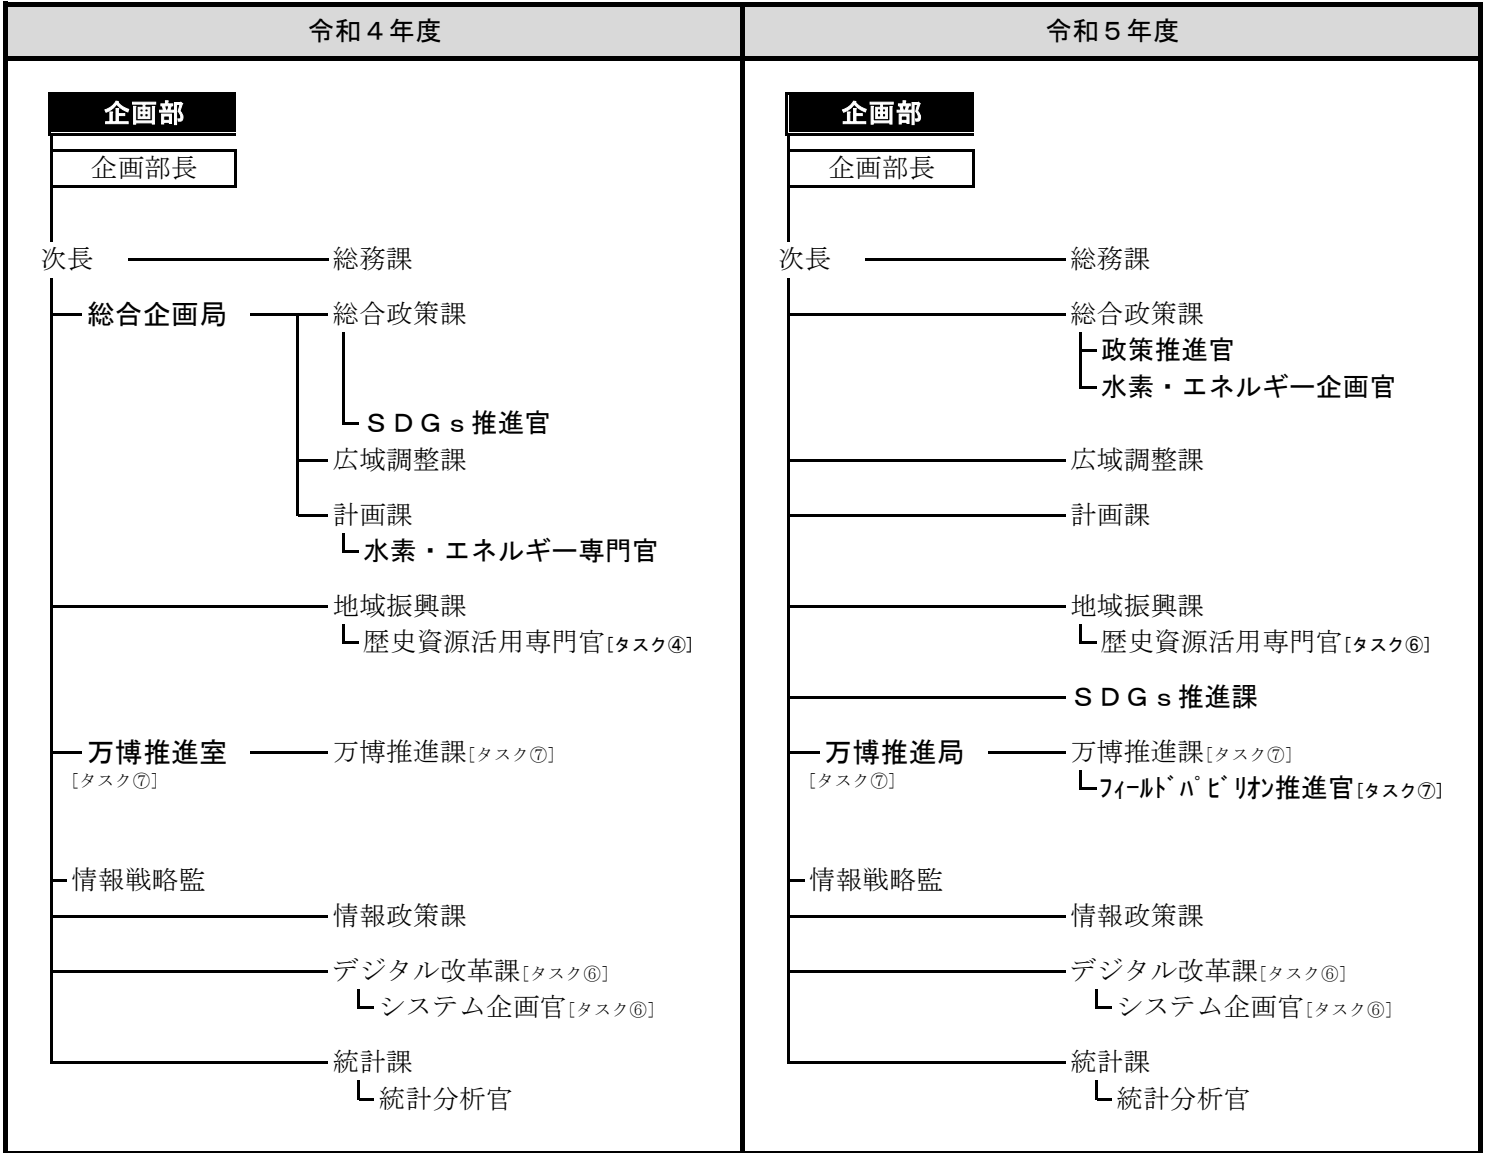 令和４年度
企画部
企画部長
次長 総務課
総合企画局 総合政策課
ＳＤＧｓ推進官
広域調整課
計画課
水素・エネルギー専門官
地域振興課
歴史資源活用専門官[タスク④]
万博推進室 万博推進課[タスク⑦]
[タスク⑦]
情報戦略監
情報政策課
デジタル改革課[タスク⑥]
システム企画官[タスク⑥]
統計課
統計分析官
令和５年度
企画部
企画部長
次長 総務課
総合政策課
政策推進官
水素・エネルギー企画官
広域調整課
計画課
地域振興課
歴史資源活用専門官[タスク⑥]
ＳＤＧｓ推進課
万博推進局 万博推進課[タスク⑦]
[タスク⑦]
ﾌｨｰﾙﾄﾞﾊﾟﾋﾞﾘｵﾝ推進官[タスク⑦]
情報戦略監
情報政策課
デジタル改革課[タスク⑥]
システム企画官[タスク⑥]
統計課
統計分析官